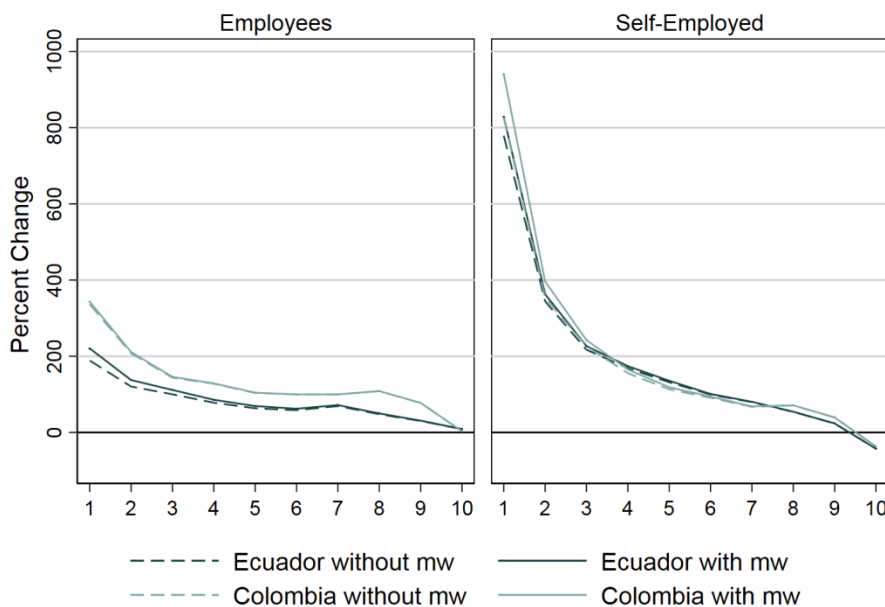 Employees
Self-Employed
Percent Change
1000
800
600
400
200
0
1 2 3 4 5 6 7 8 9 10
1 2 3 4 5 6 7 8 9 10
Ecuador without mw
Ecuador with mw
Colombia without mw
Colombia with mw